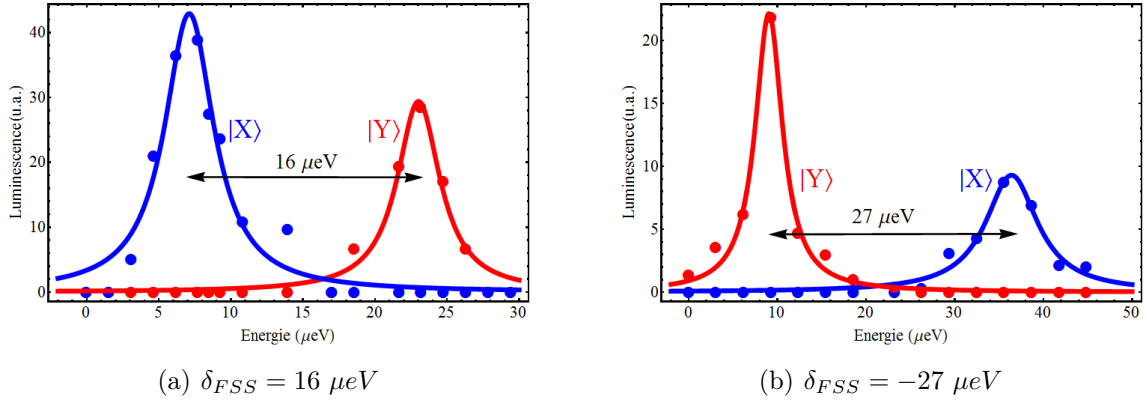 40
30
20
10
0
Luminescence(u.a.)
|X⟩
|Y⟩
16 μeV
0 5 10 15 20 25 30
Energie (μeV)
(a) δFSS = 16 μeV
20
15
10
5
0
Luminescence(u.a.)
|Y⟩
|X⟩
27 μeV
0 10 20 30 40 50
Energie (μeV)
(b) δFSS = −27 μeV